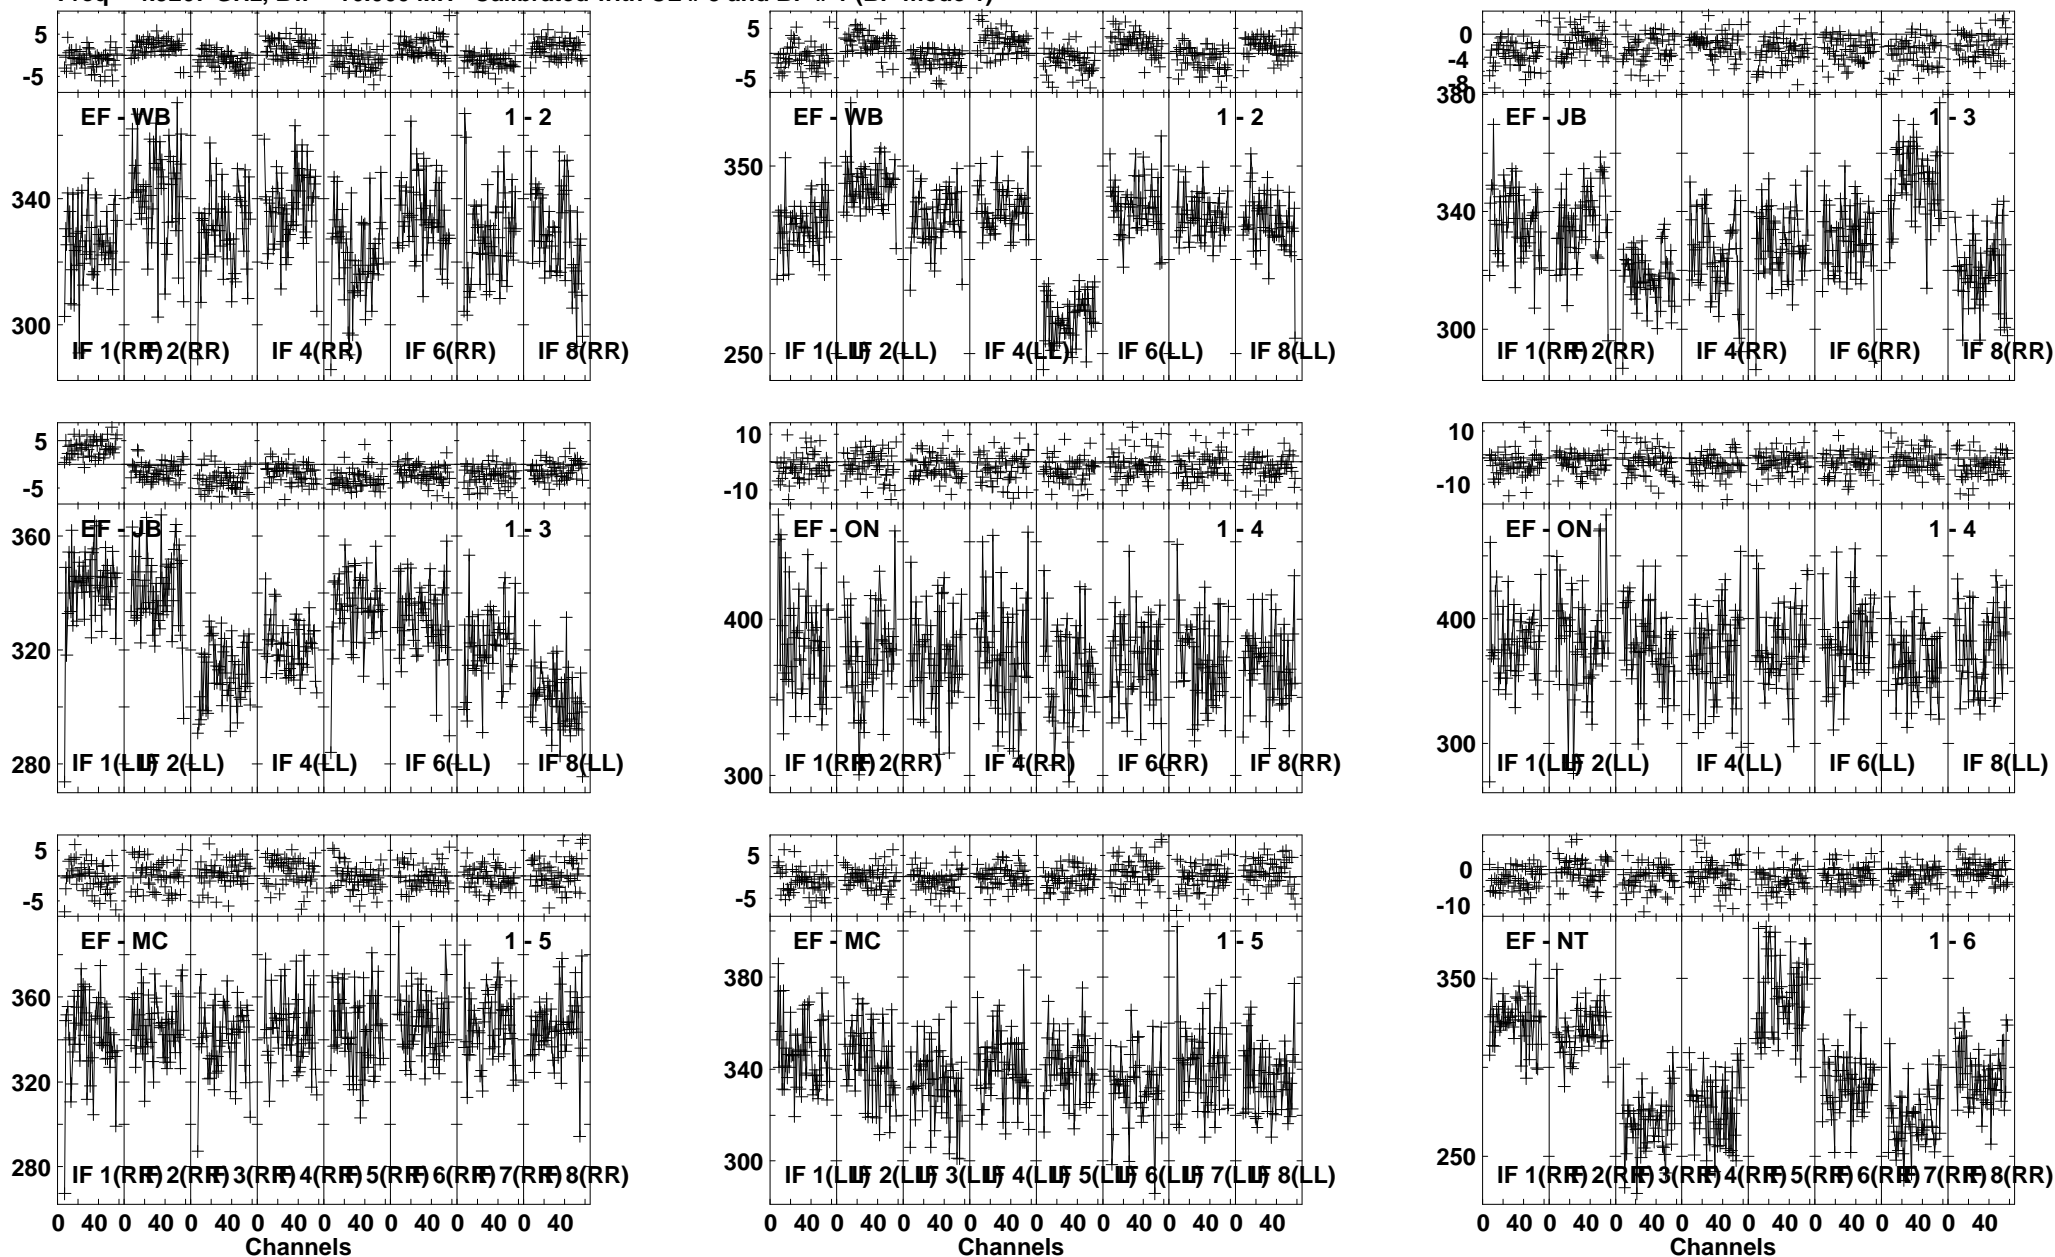 5
-5
EF - WB
1 - 2
340
300
IF 1(RR)
IF 2(RR)
IF 4(RR)
IF 6(RR)
IF 8(RR)
5
-5
EF - WB
1 - 2
350
250
IF 1(LL)
IF 2(LL)
IF 4(LL)
IF 6(LL)
IF 8(LL)
0
-4
-8
380
EF - JB
1 - 3
340
300
IF 1(RR)
IF 2(RR)
IF 4(RR)
IF 6(RR)
IF 8(RR)
5
-5
EF - JB
1 - 3
360
320
280
IF 1(LL)
IF 2(LL)
IF 4(LL)
IF 6(LL)
IF 8(LL)
10
-10
EF - ON
1 - 4
400
300
IF 1(RR)
IF 2(RR)
IF 4(RR)
IF 6(RR)
IF 8(RR)
10
-10
EF - ON
1 - 4
400
300
IF 1(LL)
IF 2(LL)
IF 4(LL)
IF 6(LL)
IF 8(LL)
5
-5
EF - MC
1 - 5
360
320
280
IF 1(RR)
IF 2(RR)
IF 3(RR)
IF 4(RR)
IF 5(RR)
IF 6(RR)
IF 7(RR)
IF 8(RR)
0 40 0 40 0 40 0 40 0 40 0 40 0 40 0 40
Channels
5
-5
EF - MC
1 - 5
380
340
300
IF 1(LL)
IF 2(LL)
IF 3(LL)
IF 4(LL)
IF 5(LL)
IF 6(LL)
IF 7(LL)
IF 8(LL)
0 40 0 40 0 40 0 40 0 40 0 40 0 40 0 40
Channels
0
-10
EF - NT
1 - 6
350
250
IF 1(RR)
IF 2(RR)
IF 3(RR)
IF 4(RR)
IF 5(RR)
IF 6(RR)
IF 7(RR)
IF 8(RR)
0 40 0 40 0 40 0 40 0 40 0 40 0 40 0 40
Channels